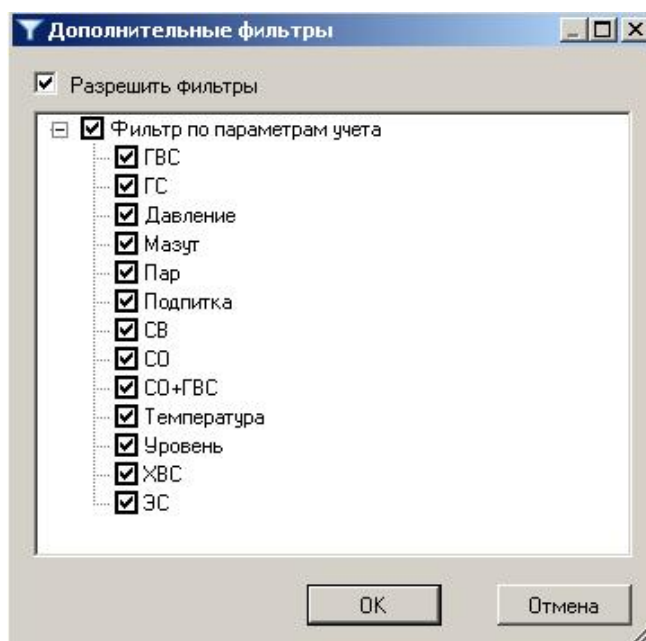 Дополнительные фильтры
Разрешить фильтры
Фильтр по параметрам учета
ГВС
ГС
Давление
Мазут
Пар
Подпитка
СВ
СО
СО+ГВС
Температура
Уровень
ХВС
ЭС
OK
Отмена